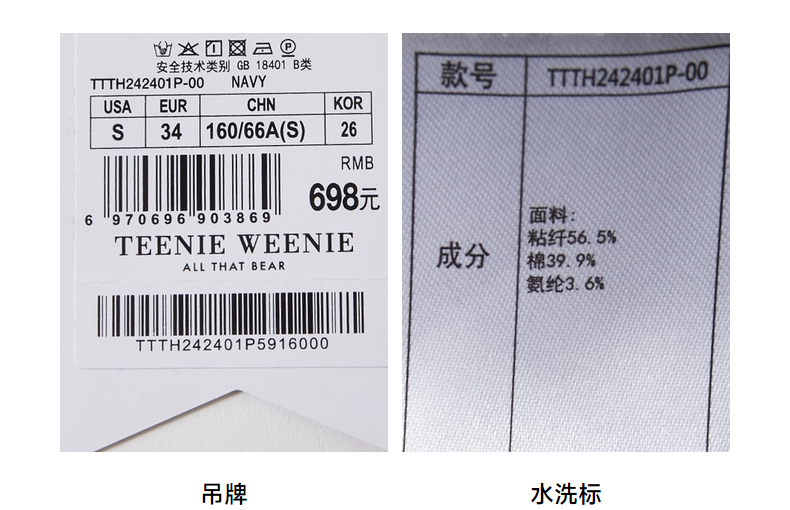 安全技术类别 GB 18401 B类
TTTH242401P-00 NAVY
USA EUR CHN KOR
S 34 160/66A(S) 26
RMB
698元
6 970696 903869
TEENIE WEENIE
ALL THAT BEAR
TTTH242401P5916000
吊牌
款号 TTTH242401P-00
成分
面料:
粘纤56.5%
棉39.9%
氨纶3.6%
水洗标